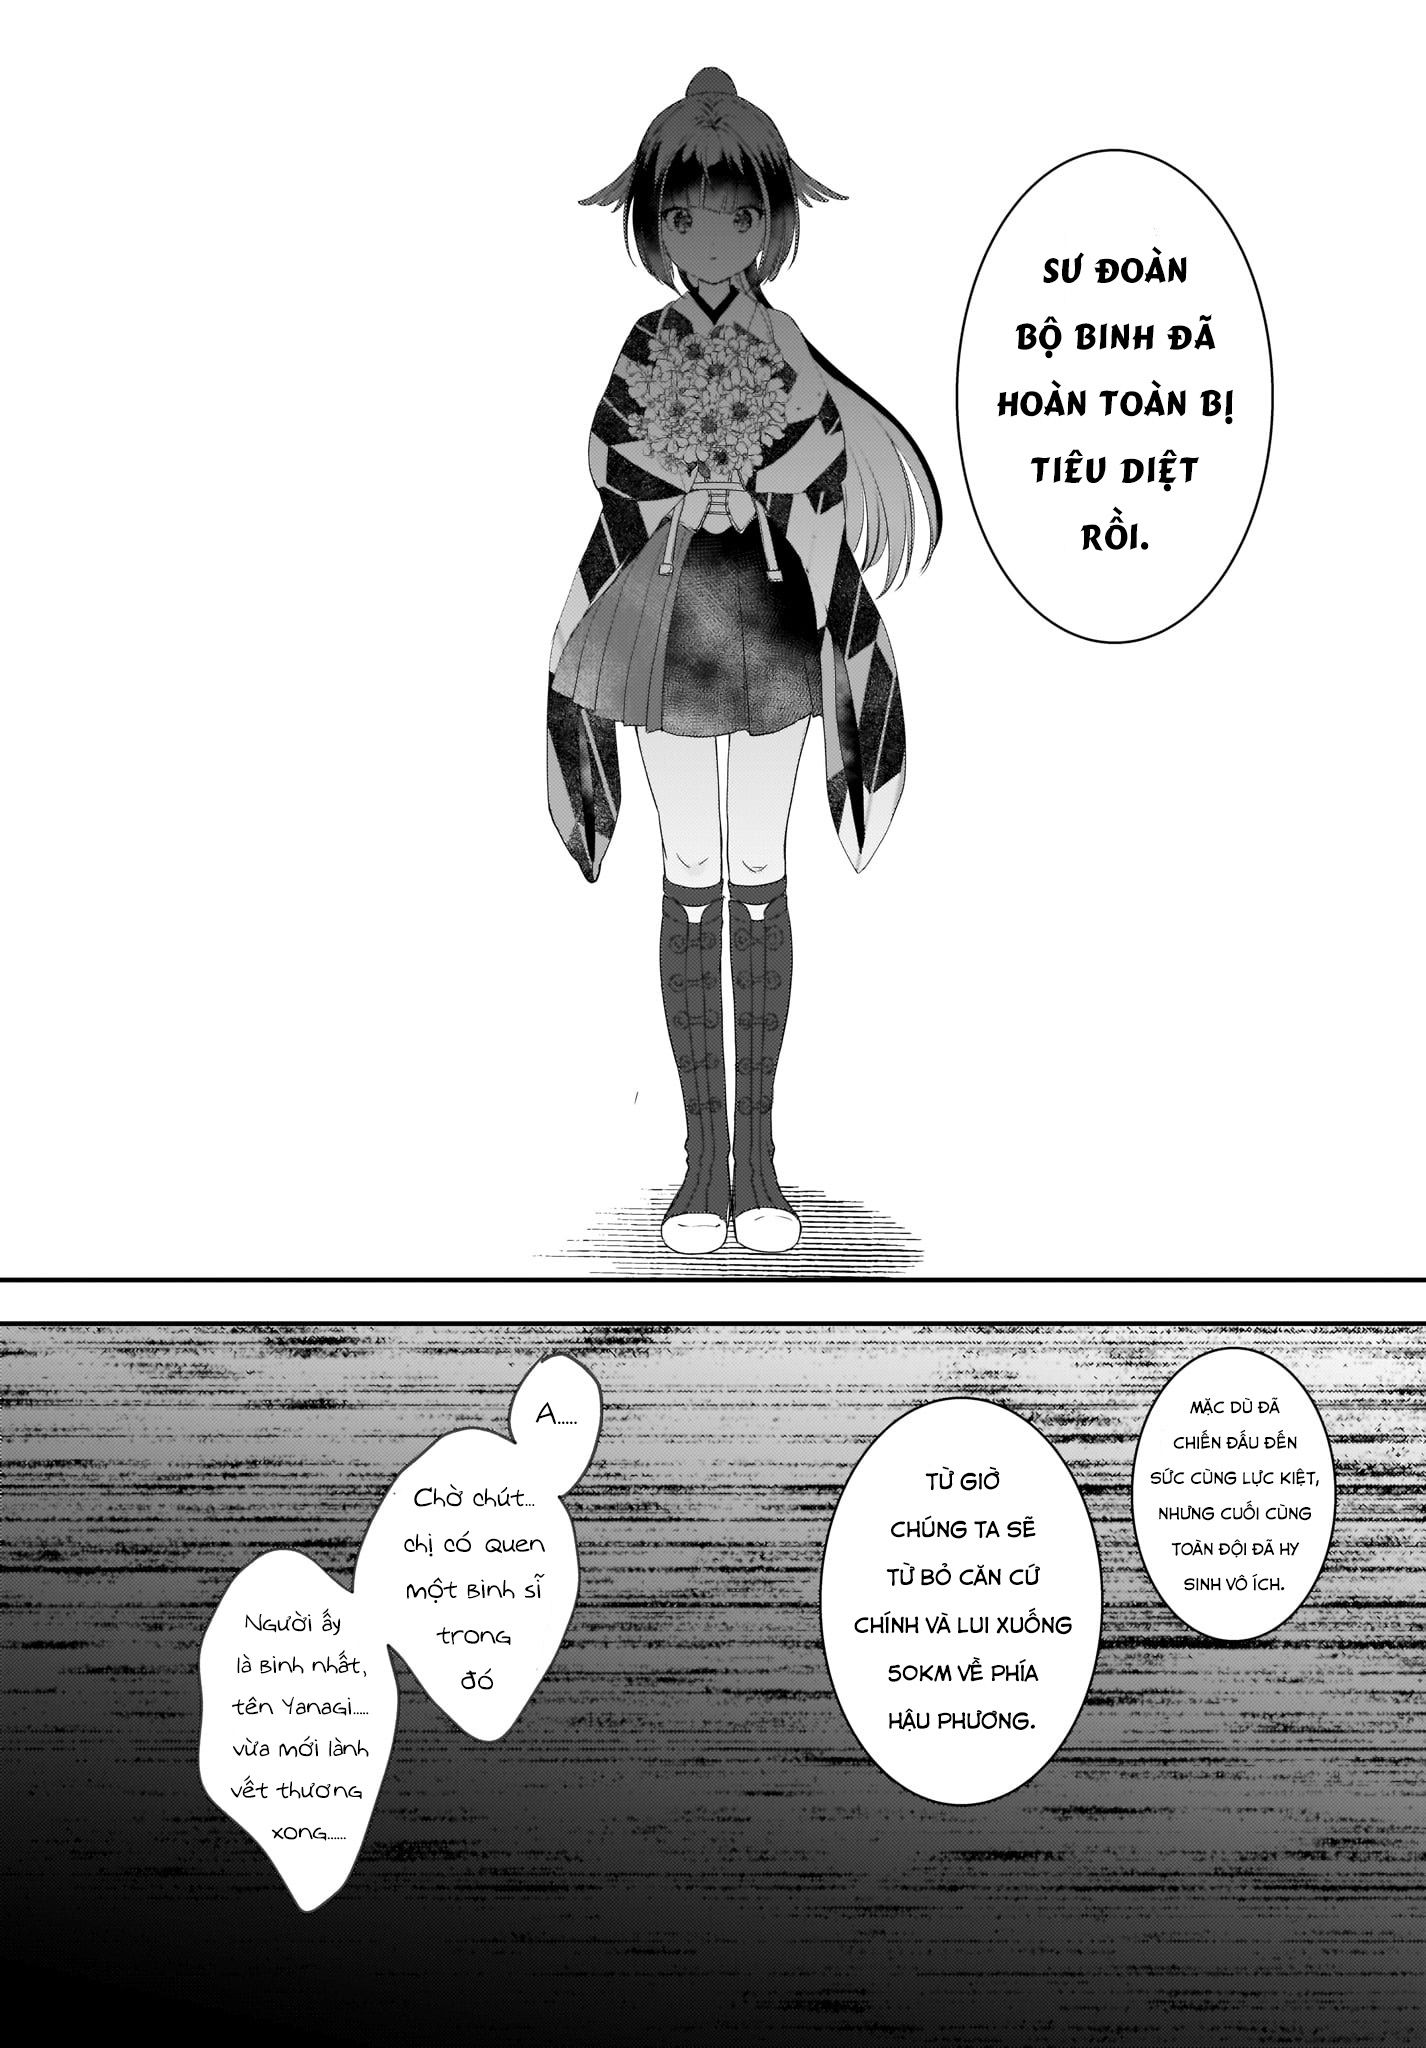 SƯ ĐOÀN
BỘ BINH ĐÃ
HOÀN TOÀN BỊ
TIÊU DIỆT
RỒI.
MẶC DÙ ĐÃ
CHIẾN ĐẤU ĐẾN
SỨC CÙNG LỰC KIỆT,
NHƯNG CUỐI CÙNG
TOÀN ĐỘI ĐÃ HY
SINH VÔ ÍCH.
TỪ GIỜ
CHÚNG TA SẼ
TỪ BỎ CĂN CỨ
CHÍNH VÀ LUI XUỐNG
50KM VỀ PHÍA
HẬU PHƯƠNG.
A.....
Chờ chút...
chị có quen
một binh sĩ
trong
đó
Người ấy
là binh nhất,
tên Yanagi.....
vừa mới lành
vết thương
xong......